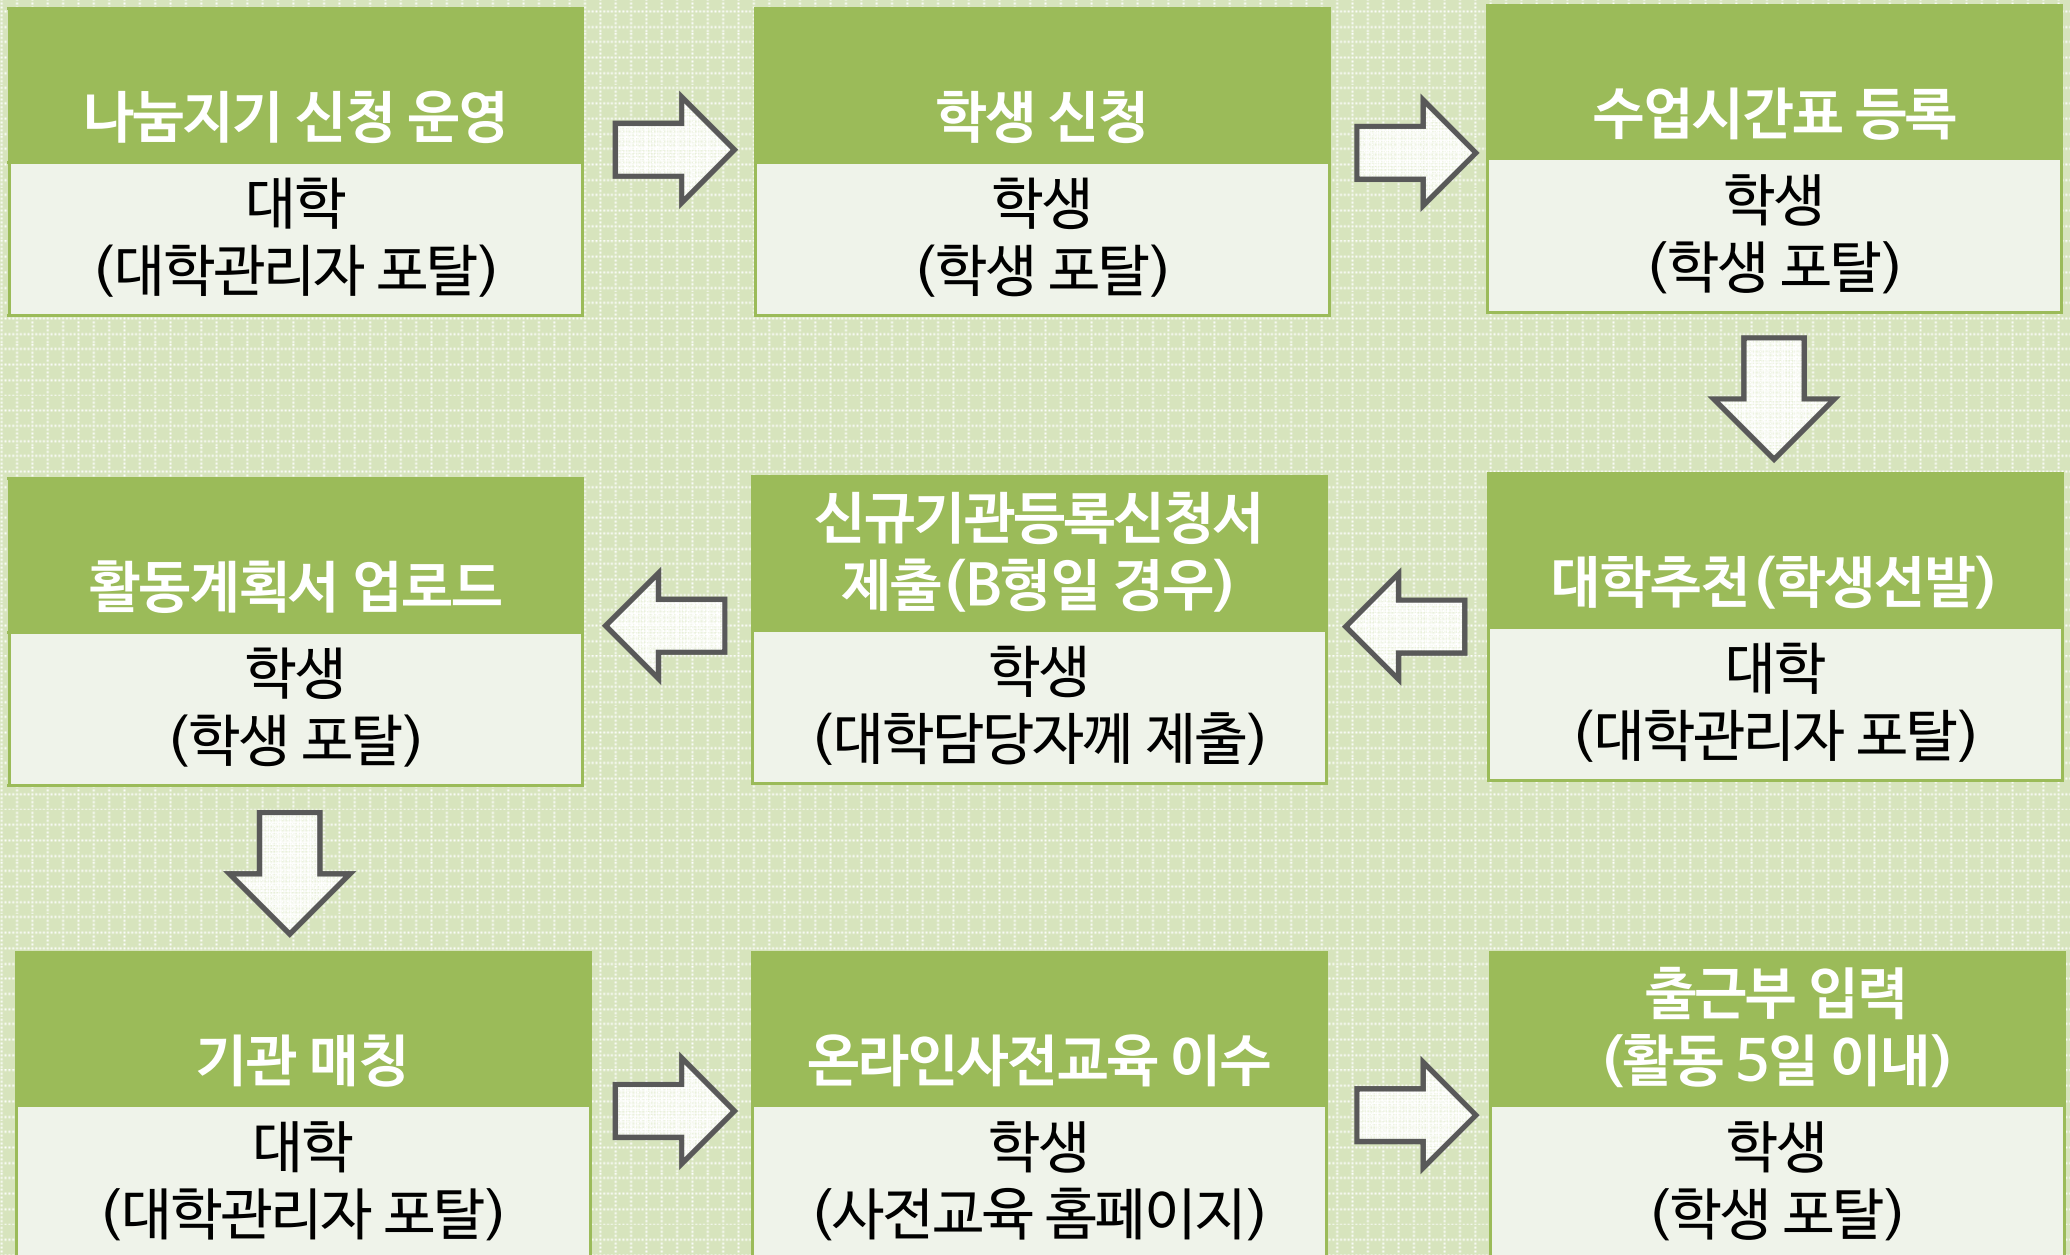 나눔지기 신청 운영
대학
(대학관리자 포탈)
학생 신청
학생
(학생 포탈)
수업시간표 등록
학생
(학생 포탈)
대학추천(학생선발)
대학
(대학관리자 포탈)
신규기관등록신청서
제출(B형일 경우)
학생
(대학담당자께 제출)
활동계획서 업로드
학생
(학생 포탈)
기관 매칭
대학
(대학관리자 포탈)
온라인사전교육 이수
학생
(사전교육 홈페이지)
출근부 입력
(활동 5일 이내)
학생
(학생 포탈)